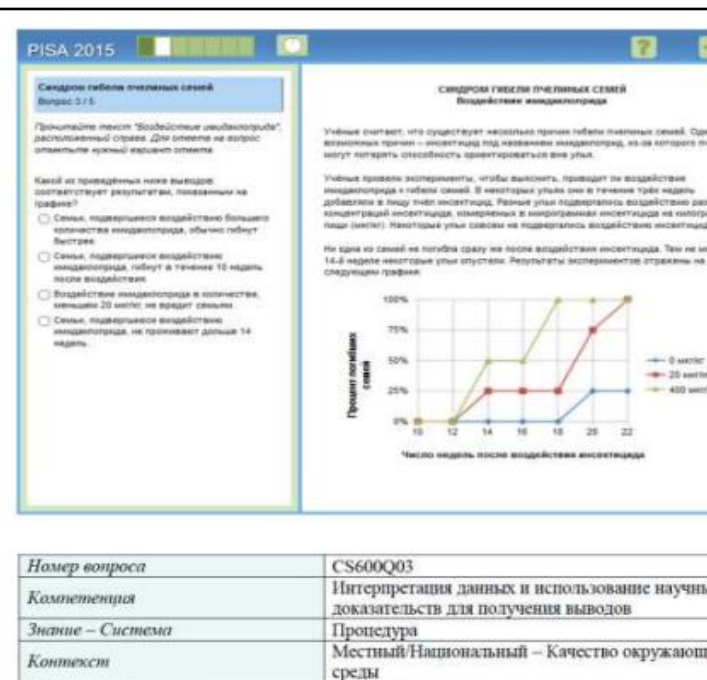 PISA 2015
?
Синдром гибели пчелиных семей
Вопрос 3 / 5
Прочитайте текст "Воздействие имидаклоприда",
расположенный справа. Для ответа на вопрос
отметьте нужный вариант ответа.
Какой из приведённых ниже выводов
соответствует результатам, показанным на
графике?
Семьи, подвергшиеся воздействию большего
количества имидаклоприда, обычно гибнут
быстрее.
Семьи, подвергшиеся воздействию
имидаклоприда, гибнут в течение 10 недель
после воздействия.
Воздействие имидаклоприда в количестве,
меньшем 20 мкг/кг, не вредит семьям.
Семьи, подвергшиеся воздействию
имидаклоприда, не проживают дольше 14
недель.
СИНДРОМ ГИБЕЛИ ПЧЕЛИНЫХ СЕМЕЙ
Воздействие имидаклоприда
Учёные считают, что существует несколько причин гибели пчелиных семей.
возможных причин – инсектицид под названием имидаклоприд, из-за которого
могут потерять способность ориентироваться вне улья.
Учёные провели эксперименты, чтобы выяснить, приводит ли воздействие
имидаклоприда к гибели семей. В некоторых ульях они в течение трёх недель
добавляли в пищу пчёл инсектицид. Разные ульи подвергались воздействию
концентраций инсектицида, измеряемых в микрограммах инсектицида на
пищи (мкг/кг). Некоторые ульи совсем не подвергались воздействию
Ни одна из семей не погибла сразу же после воздействия инсектицида. Тем не
14-й неделе некоторые ульи опустели. Результаты экспериментов отражены на
следующем графике:
100%
75%
50%
25%
0%
Процент погибших
семей
10 12 14 16 18 20 22
Число недель после воздействия инсектицида
0 мкг/кг
20 мкг/кг
400
Номер вопроса CS600Q03
Компетенция Интерпретация данных и использование
доказательств для получения выводов
Знание – Система Процедура
Контекст Местный/Национальный – Качество
среды